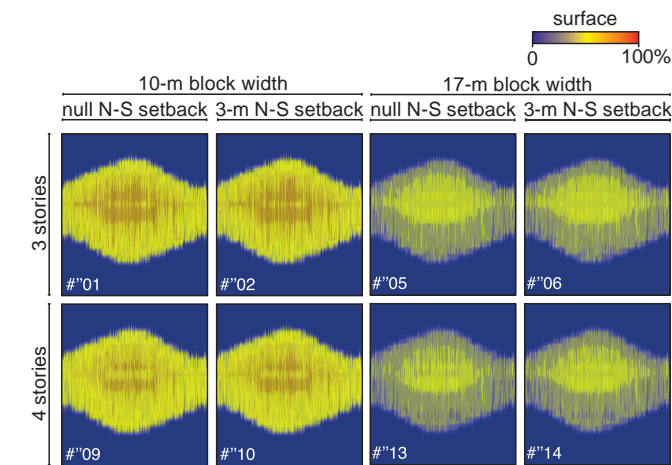 surface
0 100%
10-m block width 17-m block width
null N-S setback 3-m N-S setback null N-S setback 3-m N-S setback
3 stories
#"01 #"02 #"05 #"06
4 stories
#"09 #"10 #"13 #"14